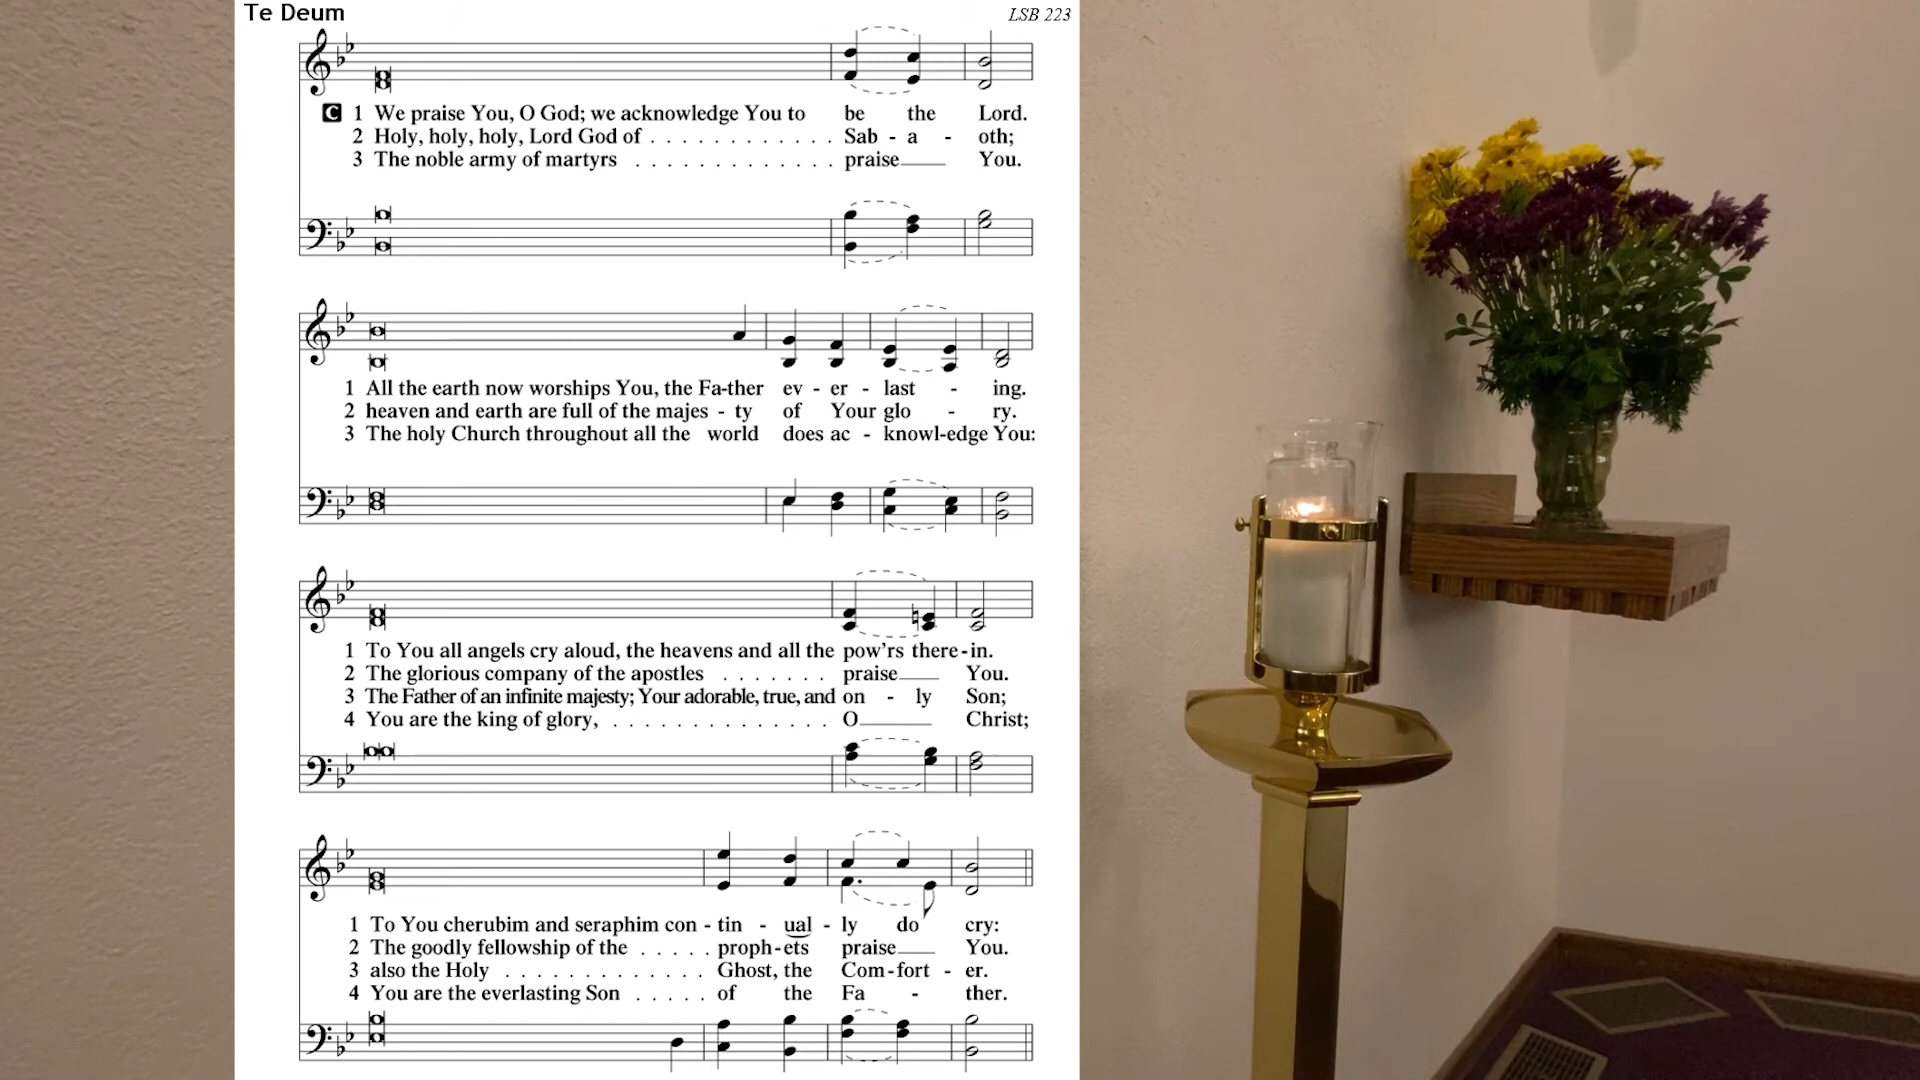 Te Deum
LSB 223
C 1 We praise You, O God; we acknowledge You to be the Lord.
2 Holy, holy, holy, Lord God of . . . . . . . . . . . . Sab - a - oth;
3 The noble army of martyrs . . . . . . . . . . . . . praise You.
1 All the earth now worships You, the Fa-ther ev - er - last - ing.
2 heaven and earth are full of the majes - ty of Your glo - ry.
3 The holy Church throughout all the world does ac - knowl-edge You:
1 To You all angels cry aloud, the heavens and all the pow'rs there-in.
2 The glorious company of the apostles . . . . . . . praise You.
3 The Father of an infinite majesty; Your adorable, true, and on - ly Son;
4 You are the king of glory, . . . . . . . . . . . . . . O Christ;
1 To You cherubim and seraphim con - tin - ual - ly do cry:
2 The goodly fellowship of the . . . . . proph-ets praise You.
3 also the Holy . . . . . . . . . . . . . Ghost, the Com-fort - er.
4 You are the everlasting Son . . . . . of the Fa - ther.